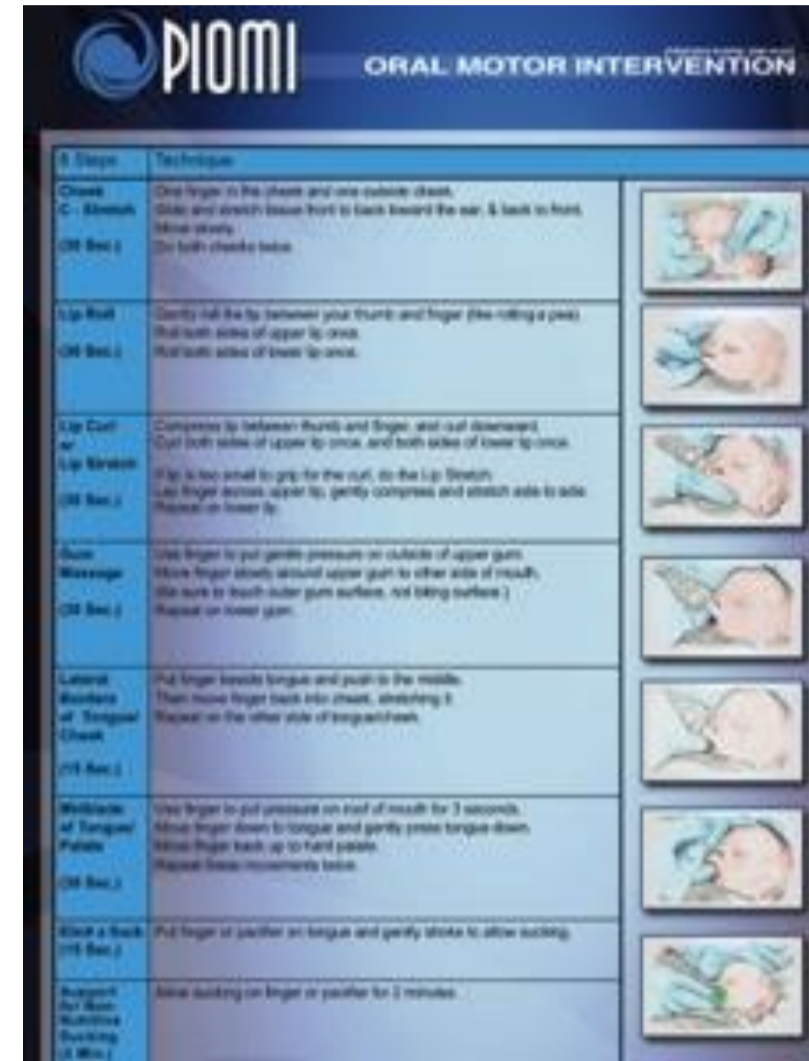 PIOMI
ORAL MOTOR INTERVENTION
8 Steps Technique
Cheek
C - Stretch
(30 Sec.)
One finger in the cheek and one outside cheek.
Slide and stretch tissue front to back toward the ear, & back to front.
Move slowly.
Do both cheeks twice.
Lip Roll
(30 Sec.)
Gently roll the lip between your thumb and finger (like rolling a pea).
Roll both sides of upper lip once.
Roll both sides of lower lip once.
Lip Curl
or
Lip Stretch
(30 Sec.)
Compress lip between thumb and finger, and curl downward.
Curl both sides of upper lip once, and both sides of lower lip once.
If lip is too small to grip for the curl, do the Lip Stretch.
Lay finger across upper lip, gently compress and stretch side to side.
Repeat on lower lip.
Gum
Massage
(30 Sec.)
Use finger to put gentle pressure on outside of upper gum.
Move finger slowly around upper gum to other side of mouth.
(Be sure to touch outer gum surface, not biting surface.)
Repeat on lower gum.
Lateral
Borders
of Tongue/
Cheek
(15 Sec.)
Put finger beside tongue and push to the middle.
Then move finger back into cheek, stretching it.
Repeat on the other side of tongue/cheek.
Midblade
of Tongue/
Palate
(30 Sec.)
Use finger to put pressure on roof of mouth for 3 seconds.
Move finger down to tongue and gently press tongue down.
Move finger back up to hard palate.
Repeat these movements twice.
Elicit a Suck
(15 Sec.)
Put finger or pacifier on tongue and gently stroke to allow sucking.
Support
for Non-
Nutritive
Sucking
(2 Min.)
Allow sucking on finger or pacifier for 2 minutes.